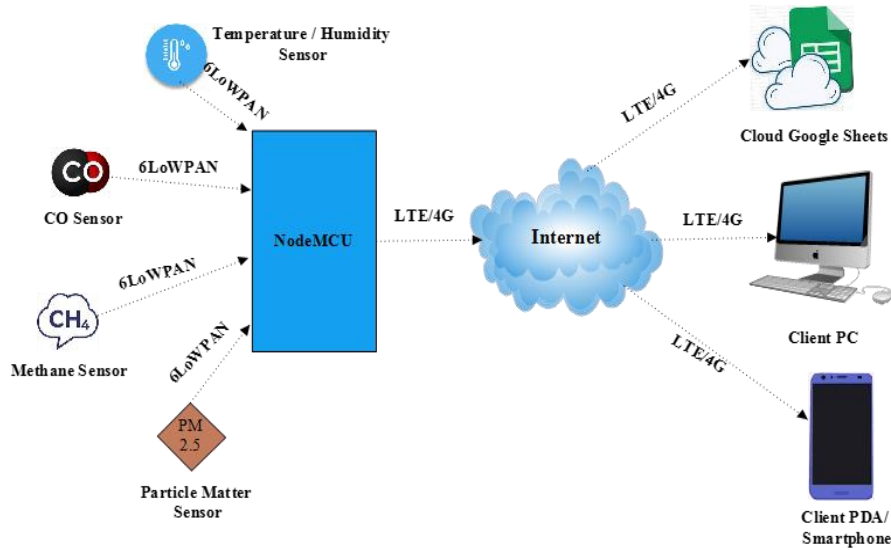 Temperature / Humidity
Sensor
6LoWPAN
CO
6LoWPAN
CO Sensor
CH4
6LoWPAN
Methane Sensor
PM
2.5
6LoWPAN
Particle Matter
Sensor
NodeMCU
LTE/4G
Internet
LTE/4G
Cloud Google Sheets
LTE/4G
Client PC
LTE/4G
Client PDA/
Smartphone